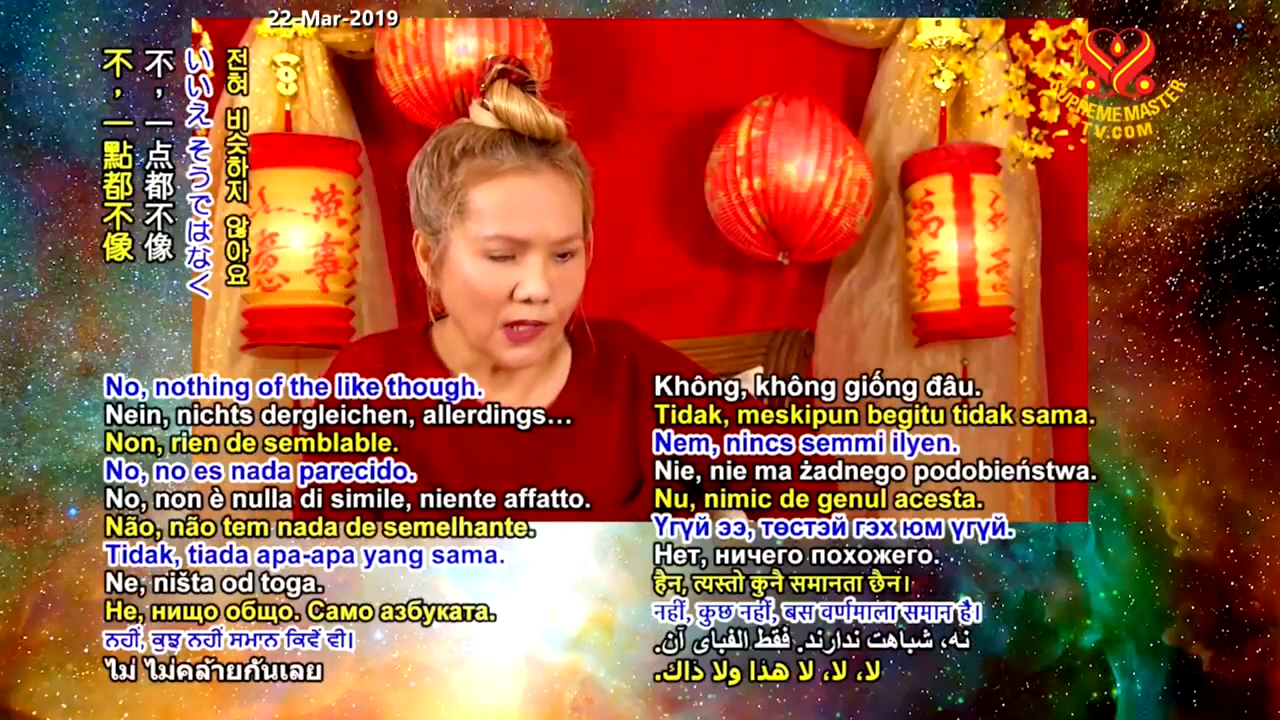 22-Mar-2019
SUPREME MASTER
TV.COM
전혀 비슷하지 않아요
いいえ そうではなく
不，一点都不像
不，一點都不像
萬事
萬事
No, nothing of the like though.
Nein, nichts dergleichen, allerdings…
Non, rien de semblable.
No, no es nada parecido.
No, non è nulla di simile, niente affatto.
Não, não tem nada de semelhante.
Tidak, tiada apa-apa yang sama.
Ne, ništa od toga.
Не, нищо общо. Само азбуката.
ਨਹੀਂ, ਕੁਝ ਨਹੀਂ ਸਮਾਨ ਕਿਵੇਂ ਵੀ।
ไม่ ไม่คล้ายกันเลย
Không, không giống đâu.
Tidak, meskipun begitu tidak sama.
Nem, nincs semmi ilyen.
Nie, nie ma żadnego podobieństwa.
Nu, nimic de genul acesta.
Үгүй ээ, төстэй гэх юм үгүй.
Нет, ничего похожего.
हैन, त्यस्तो कुनै समानता छैन।
नहीं, कुछ नहीं, बस वर्णमाला समान है।
نه، شباهت ندارند. فقط الفبای آن.
لا، لا، لا هذا ولا ذاك.